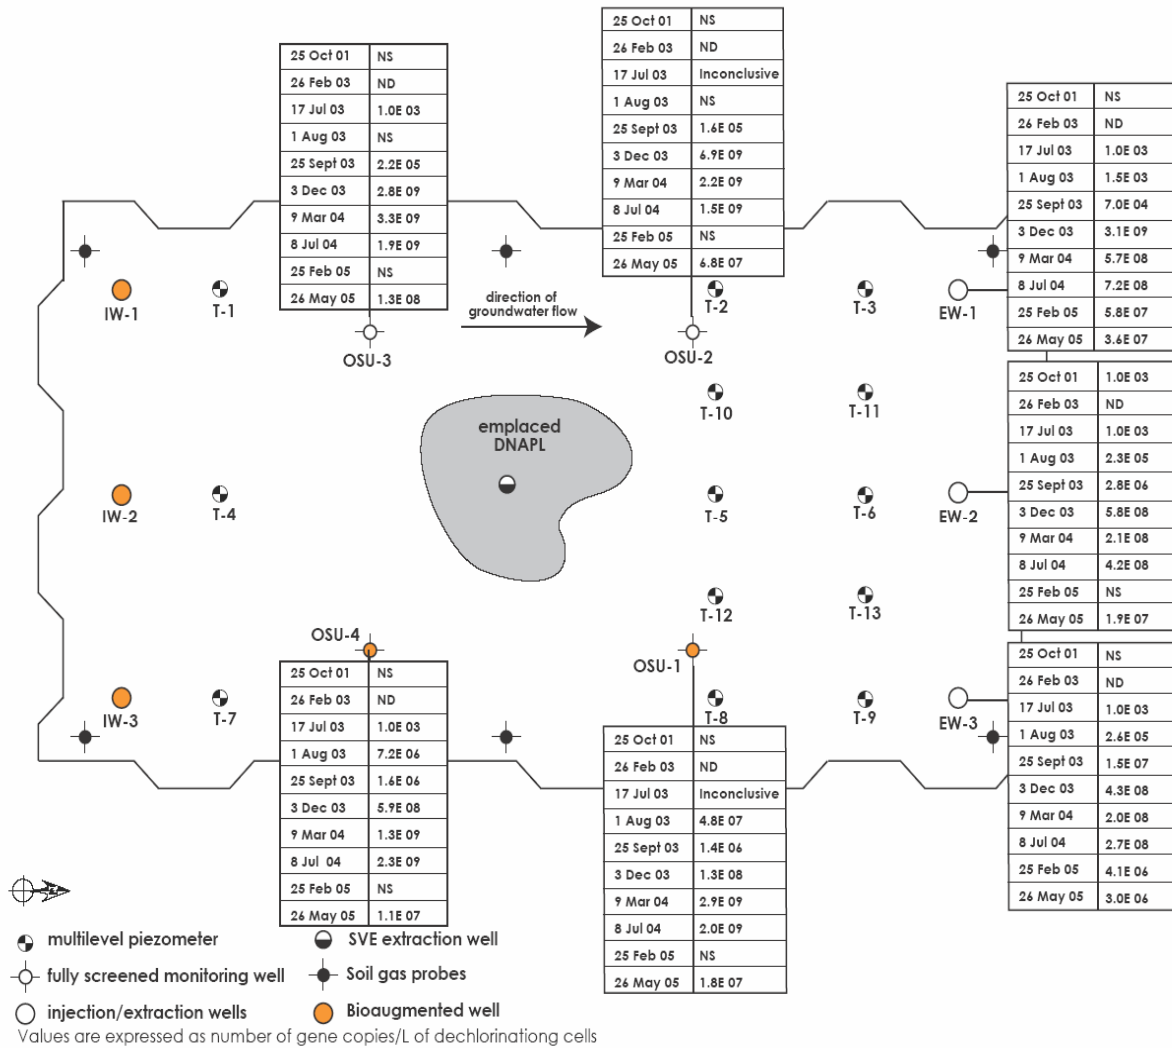 25 Oct 01 NS
26 Feb 03 ND
17 Jul 03 1.0E 03
1 Aug 03 NS
25 Sept 03 2.2E 05
3 Dec 03 2.8E 09
9 Mar 04 3.3E 09
8 Jul 04 1.9E 09
25 Feb 05 NS
26 May 05 1.3E 08
OSU-3
25 Oct 01 NS
26 Feb 03 ND
17 Jul 03 Inconclusive
1 Aug 03 NS
25 Sept 03 1.6E 05
3 Dec 03 6.9E 09
9 Mar 04 2.2E 09
8 Jul 04 1.5E 09
25 Feb 05 NS
26 May 05 6.8E 07
OSU-2
25 Oct 01 NS
26 Feb 03 ND
17 Jul 03 1.0E 03
1 Aug 03 1.5E 03
25 Sept 03 7.0E 04
3 Dec 03 3.1E 09
9 Mar 04 5.7E 08
8 Jul 04 7.2E 08
25 Feb 05 5.8E 07
26 May 05 3.6E 07
IW-1
T-1
direction of
groundwater flow
T-2
T-3
EW-1
T-10
T-11
emplaced
DNAPL
IW-2
T-4
T-5
T-6
EW-2
25 Oct 01 1.0E 03
26 Feb 03 ND
17 Jul 03 1.0E 03
1 Aug 03 2.3E 05
25 Sept 03 2.8E 06
3 Dec 03 5.8E 08
9 Mar 04 2.1E 08
8 Jul 04 4.2E 08
25 Feb 05 NS
26 May 05 1.9E 07
T-12
T-13
OSU-4
OSU-1
IW-3
T-7
T-8
T-9
EW-3
25 Oct 01 NS
26 Feb 03 ND
17 Jul 03 1.0E 03
1 Aug 03 7.2E 06
25 Sept 03 1.6E 06
3 Dec 03 5.9E 08
9 Mar 04 1.3E 09
8 Jul 04 2.3E 09
25 Feb 05 NS
26 May 05 1.1E 07
25 Oct 01 NS
26 Feb 03 ND
17 Jul 03 Inconclusive
1 Aug 03 4.8E 07
25 Sept 03 1.4E 06
3 Dec 03 1.3E 08
9 Mar 04 2.9E 09
8 Jul 04 2.0E 09
25 Feb 05 NS
26 May 05 1.8E 07
25 Oct 01 NS
26 Feb 03 ND
17 Jul 03 1.0E 03
1 Aug 03 2.6E 05
25 Sept 03 1.5E 07
3 Dec 03 4.3E 08
9 Mar 04 2.0E 08
8 Jul 04 2.7E 08
25 Feb 05 4.1E 06
26 May 05 3.0E 06
multilevel piezometer
SVE extraction well
fully screened monitoring well
Soil gas probes
injection/extraction wells
Bioaugmented well
Values are expressed as number of gene copies/L of dechlorinationg cells